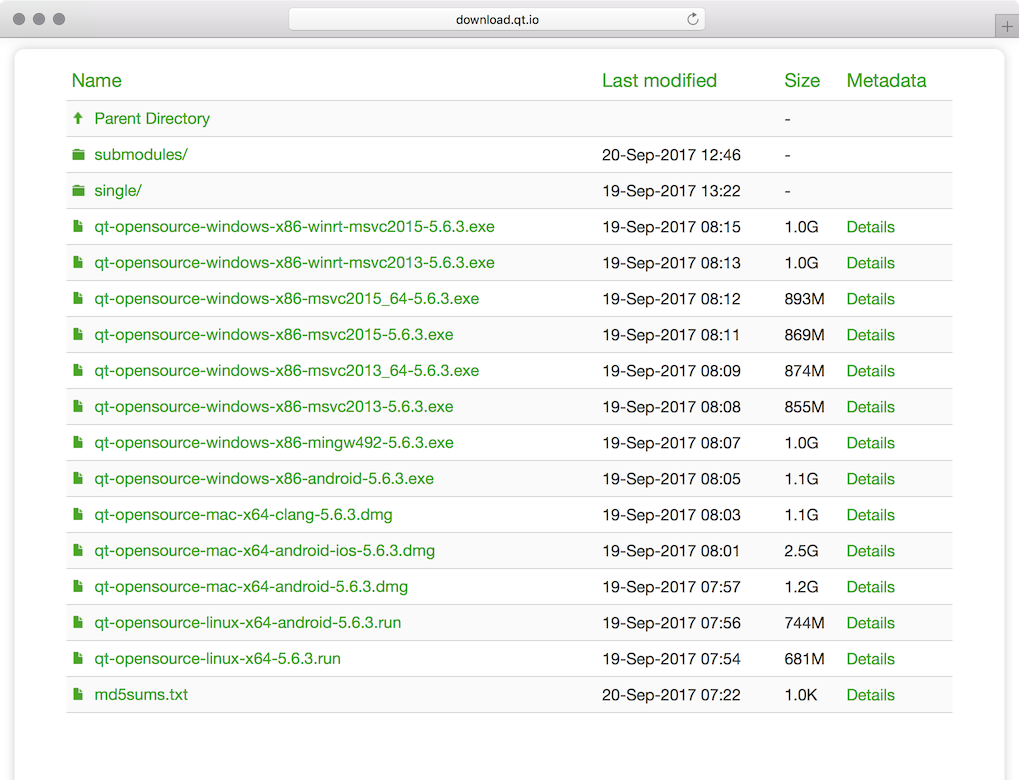 download.qt.io
Name Last modified Size Metadata
Parent Directory -
submodules/ 20-Sep-2017 12:46 -
single/ 19-Sep-2017 13:22 -
qt-opensource-windows-x86-winrt-msvc2015-5.6.3.exe 19-Sep-2017 08:15 1.0G Details
qt-opensource-windows-x86-winrt-msvc2013-5.6.3.exe 19-Sep-2017 08:13 1.0G Details
qt-opensource-windows-x86-msvc2015_64-5.6.3.exe 19-Sep-2017 08:12 893M Details
qt-opensource-windows-x86-msvc2015-5.6.3.exe 19-Sep-2017 08:11 869M Details
qt-opensource-windows-x86-msvc2013_64-5.6.3.exe 19-Sep-2017 08:09 874M Details
qt-opensource-windows-x86-msvc2013-5.6.3.exe 19-Sep-2017 08:08 855M Details
qt-opensource-windows-x86-mingw492-5.6.3.exe 19-Sep-2017 08:07 1.0G Details
qt-opensource-windows-x86-android-5.6.3.exe 19-Sep-2017 08:05 1.1G Details
qt-opensource-mac-x64-clang-5.6.3.dmg 19-Sep-2017 08:03 1.1G Details
qt-opensource-mac-x64-android-ios-5.6.3.dmg 19-Sep-2017 08:01 2.5G Details
qt-opensource-mac-x64-android-5.6.3.dmg 19-Sep-2017 07:57 1.2G Details
qt-opensource-linux-x64-android-5.6.3.run 19-Sep-2017 07:56 744M Details
qt-opensource-linux-x64-5.6.3.run 19-Sep-2017 07:54 681M Details
md5sums.txt 20-Sep-2017 07:22 1.0K Details